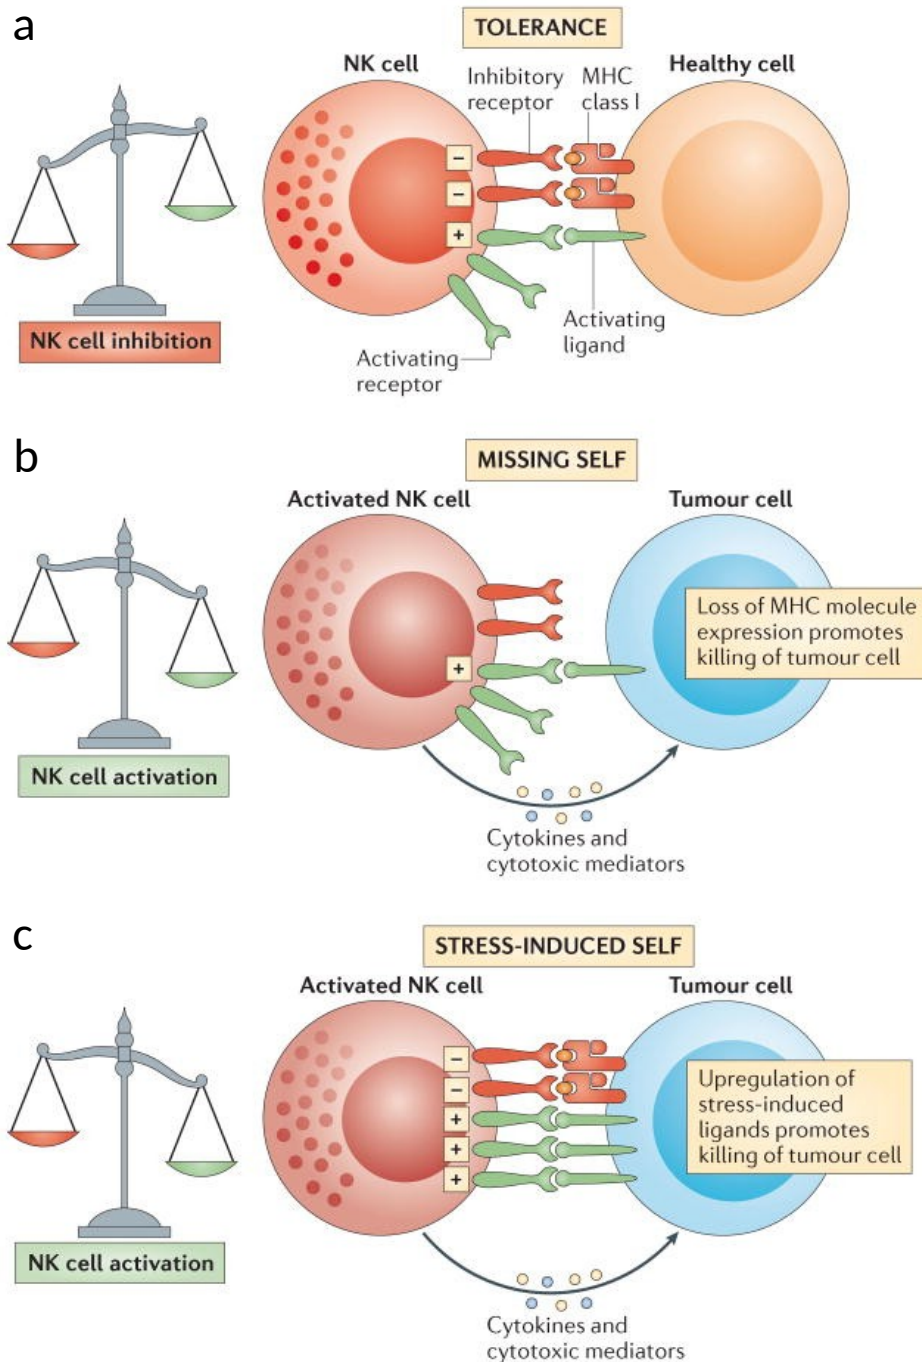 a
TOLERANCE
NK cell
Inhibitory
receptor
MHC
class I
Healthy cell
–
–
+
NK cell inhibition
Activating
receptor
Activating
ligand
b
MISSING SELF
Activated NK cell
Tumour cell
Loss of MHC molecule
expression promotes
killing of tumour cell
+
NK cell activation
Cytokines and
cytotoxic mediators
c
STRESS-INDUCED SELF
Activated NK cell
Tumour cell
–
–
+
+
+
Upregulation of
stress-induced
ligands promotes
killing of tumour cell
NK cell activation
Cytokines and
cytotoxic mediators